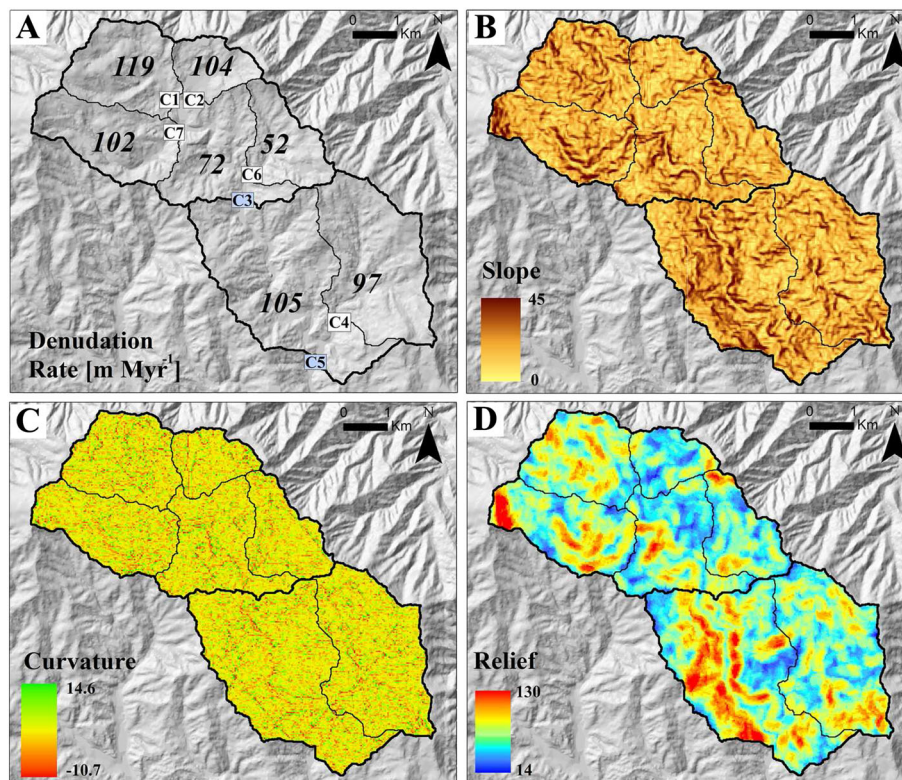 A
0 1
Km
N
119
104
C1
C2
C7
102
72
52
C6
C3
105
97
C4
C5
Denudation
Rate [m Myr-1]
B
0 1
Km
N
Slope
45
0
C
0 1
Km
N
Curvature
14.6
-10.7
D
0 1
Km
N
Relief
130
14